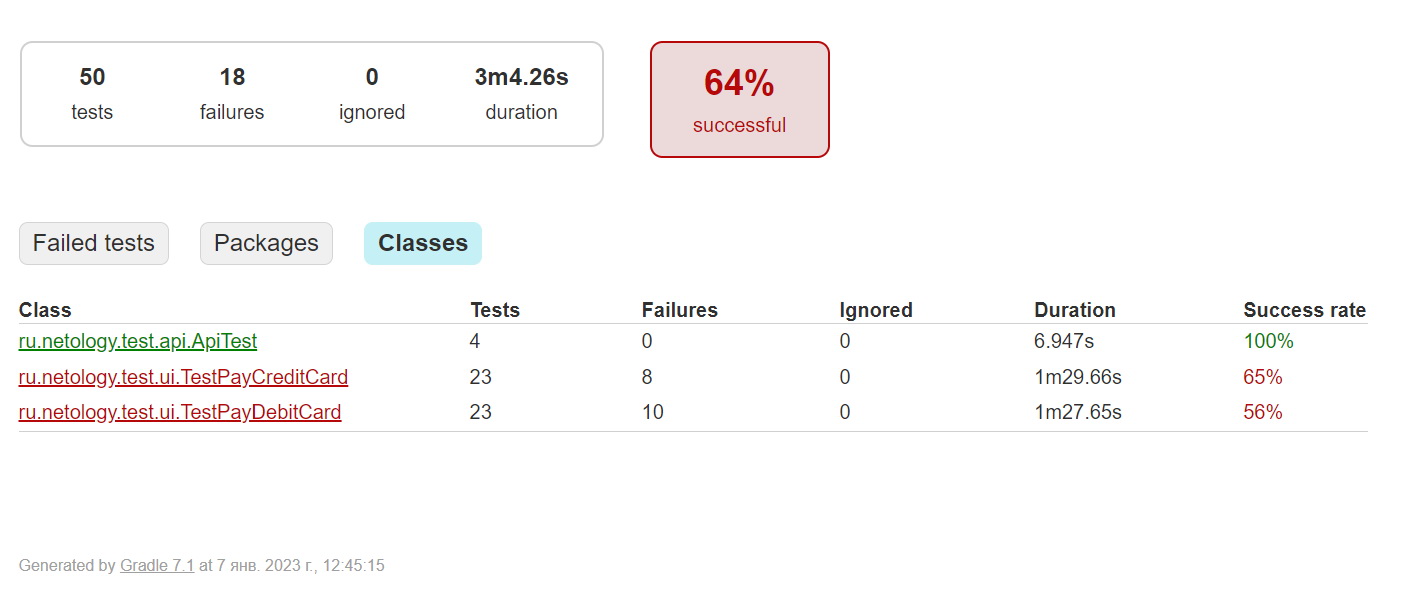 50 18 0 3m4.26s
tests failures ignored duration
64%
successful
Failed tests Packages Classes
Class Tests Failures Ignored Duration Success rate
ru.netology.test.api.ApiTest 4 0 0 6.947s 100%
ru.netology.test.ui.TestPayCreditCard 23 8 0 1m29.66s 65%
ru.netology.test.ui.TestPayDebitCard 23 10 0 1m27.65s 56%
Generated by Gradle 7.1 at 7 янв. 2023 г., 12:45:15